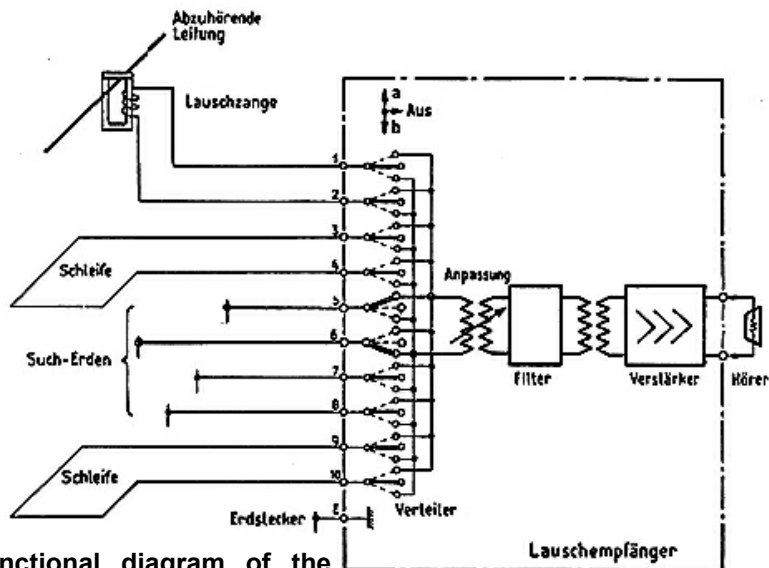 Abzuhörende
Leitung
Lauschzange
a
Aus
b
1
2
3
4
5
6
7
8
9
10
E
Schleife
Such-Erden
Schleife
Erdstecker
Verteiler
Anpassung
Filter
Verstärker
Hörer
Lauschempfänger
nctional diagram of the